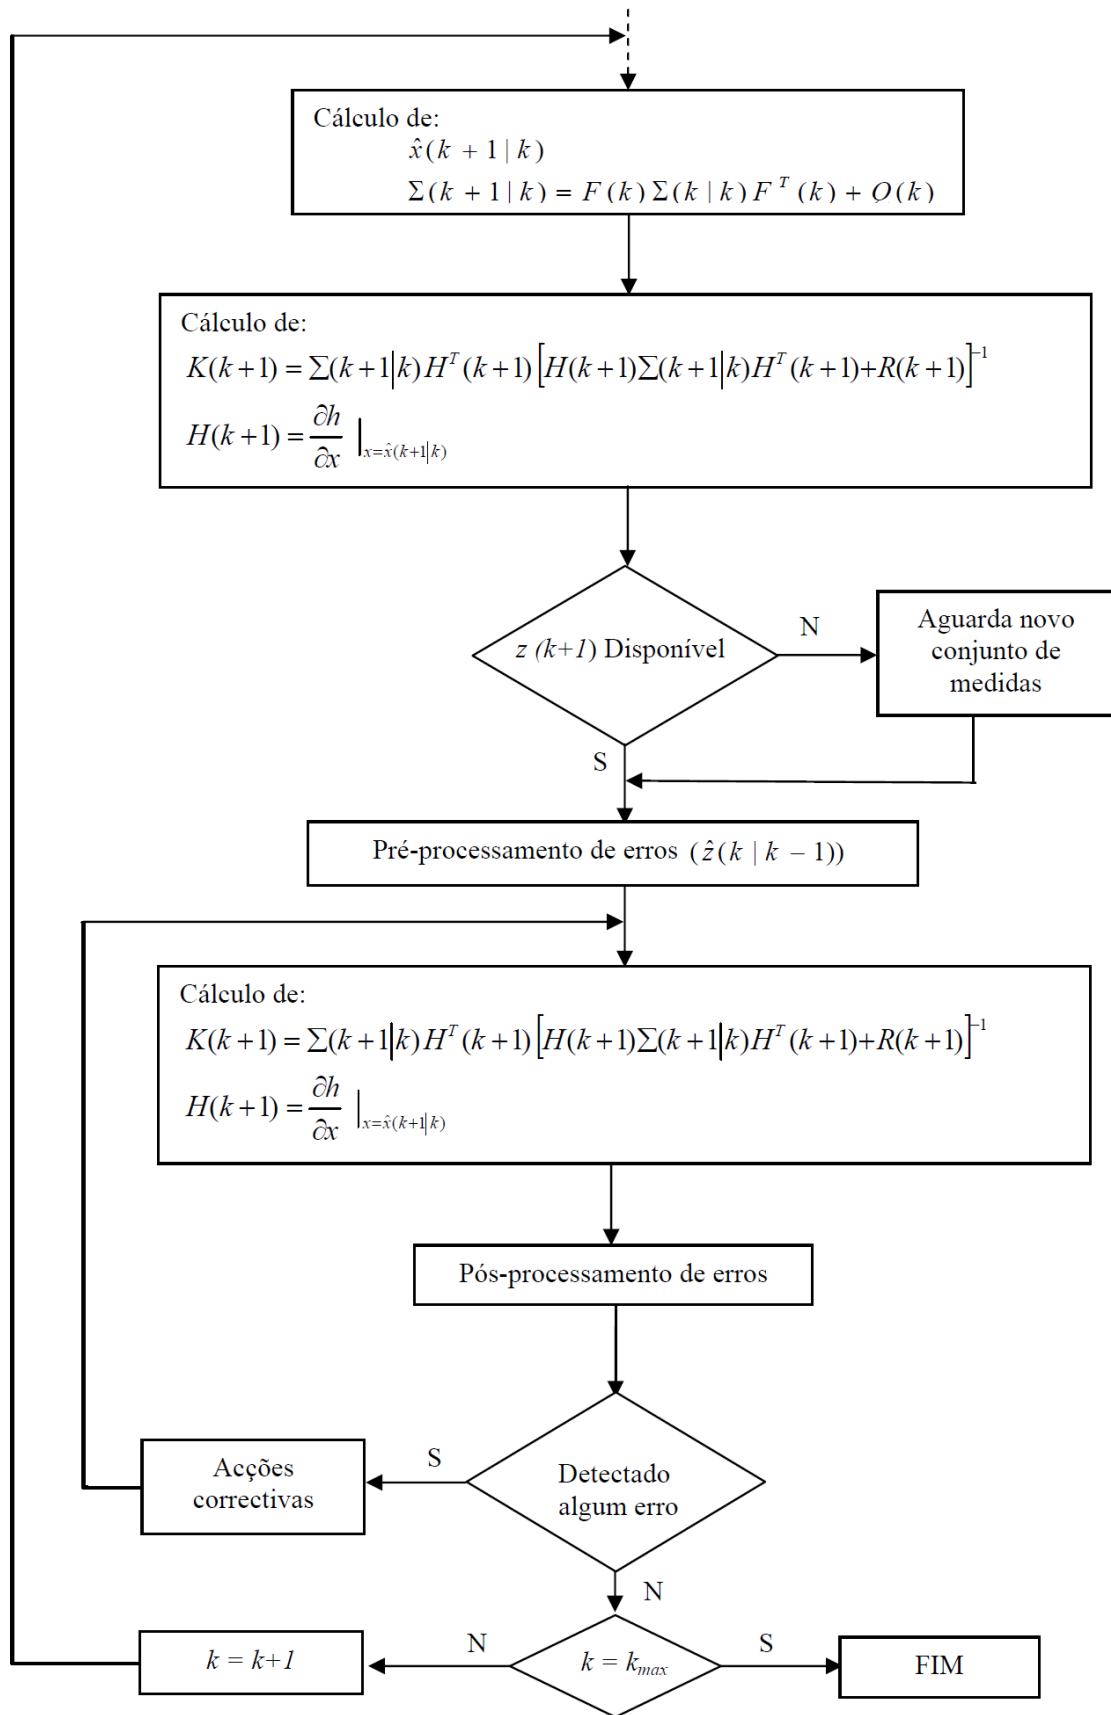 Cálculo de:
x̂(k + 1 | k)
Σ(k + 1 | k) = F(k) Σ(k | k) F^T (k) + Q(k)
Cálculo de:
K(k+1) = Σ(k+1|k) H^T (k+1) [H(k+1)Σ(k+1|k)H^T (k+1)+R(k+1)]^-1
H(k+1) = ∂h/∂x |x=x̂(k+1|k)
z (k+1) Disponível
N
Aguarda novo
conjunto de
medidas
S
Pré-processamento de erros (ẑ(k | k − 1))
Cálculo de:
K(k+1) = Σ(k+1|k) H^T (k+1) [H(k+1)Σ(k+1|k)H^T (k+1)+R(k+1)]^-1
H(k+1) = ∂h/∂x |x=x̂(k+1|k)
Pós-processamento de erros
Acções
correctivas
S
Detectado
algum erro
N
k = k+1
N
k = kmax
S
FIM